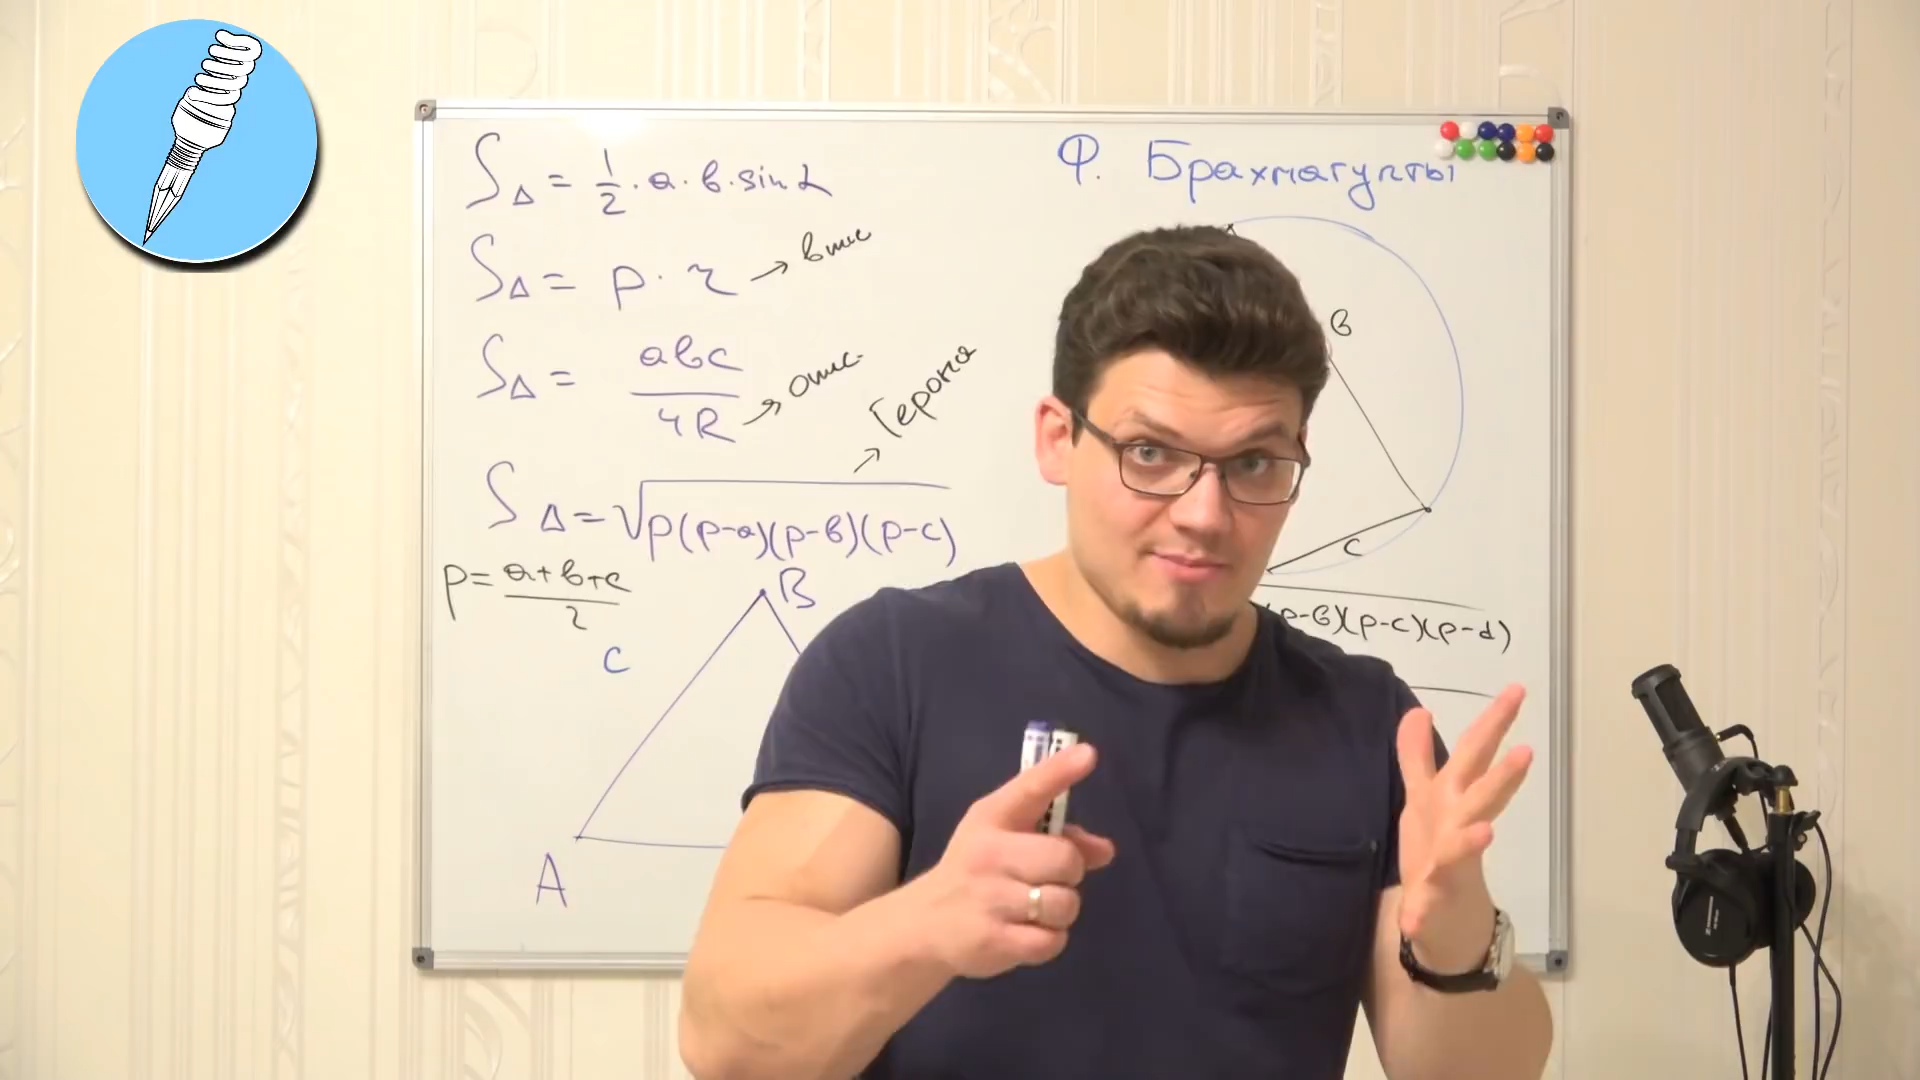 S△ = 1/2 · a · b · sin α
S△ = p · r → впис
S△ = abc / 4R → опис.
S△ = √p(p-a)(p-b)(p-c) → Герона
p = a+b+c / 2
B
c
A
Ф. Брахмагупты
b
c
p-b)(p-c)(p-d)